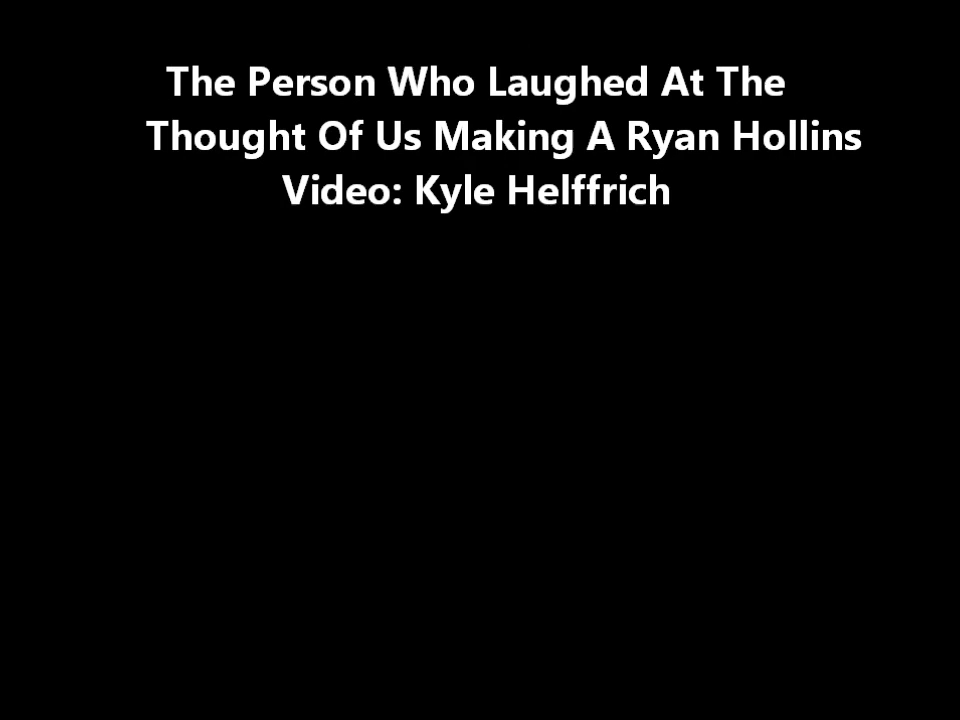 The Person Who Laughed At The
Thought Of Us Making A Ryan Hollins
Video: Kyle Helffrich